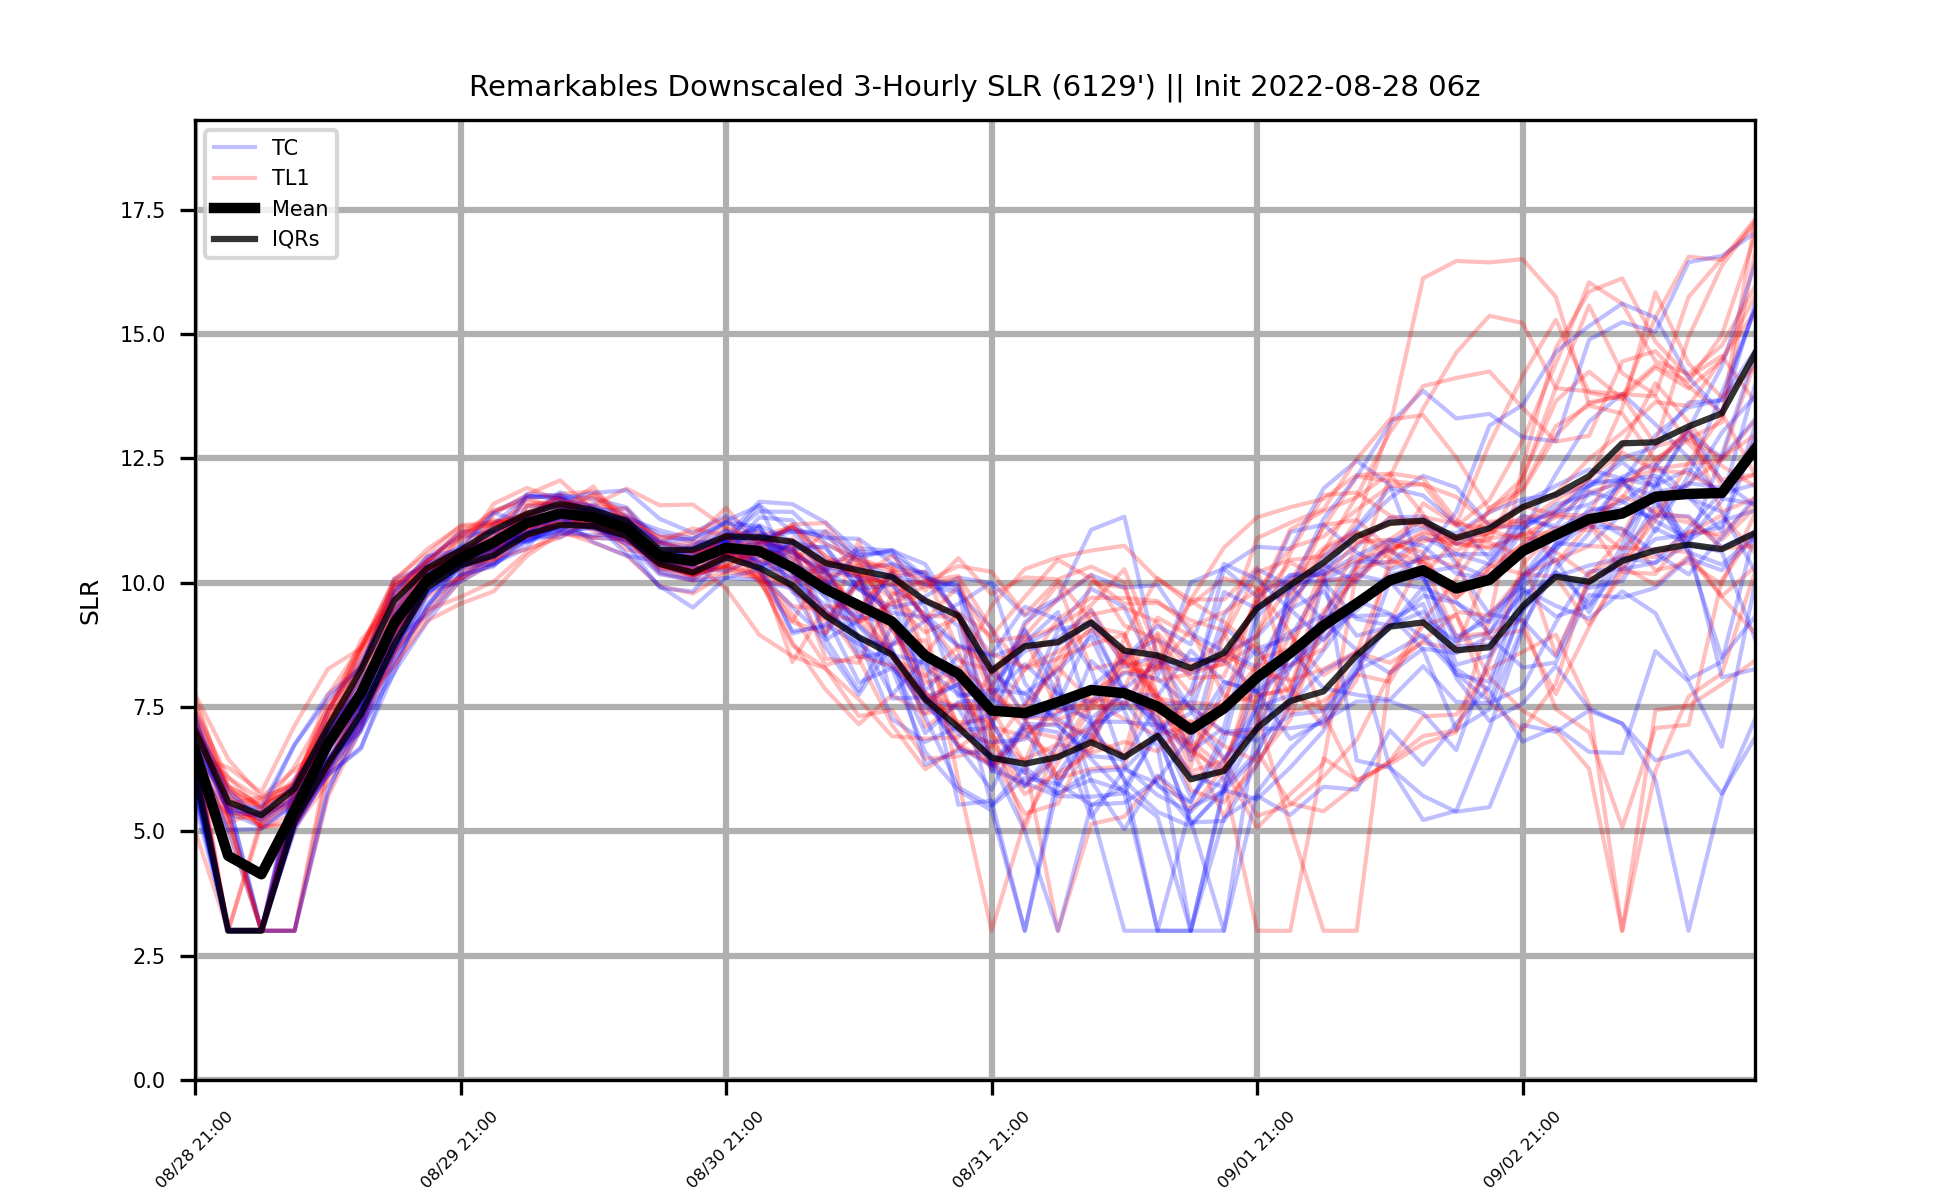 Remarkables Downscaled 3-Hourly SLR (6129') || Init 2022-08-28 06z
TC
TL1
Mean
IQRs
17.5
15.0
12.5
10.0
7.5
5.0
2.5
0.0
SLR
08/28 21:00
08/29 21:00
08/30 21:00
08/31 21:00
09/01 21:00
09/02 21:00